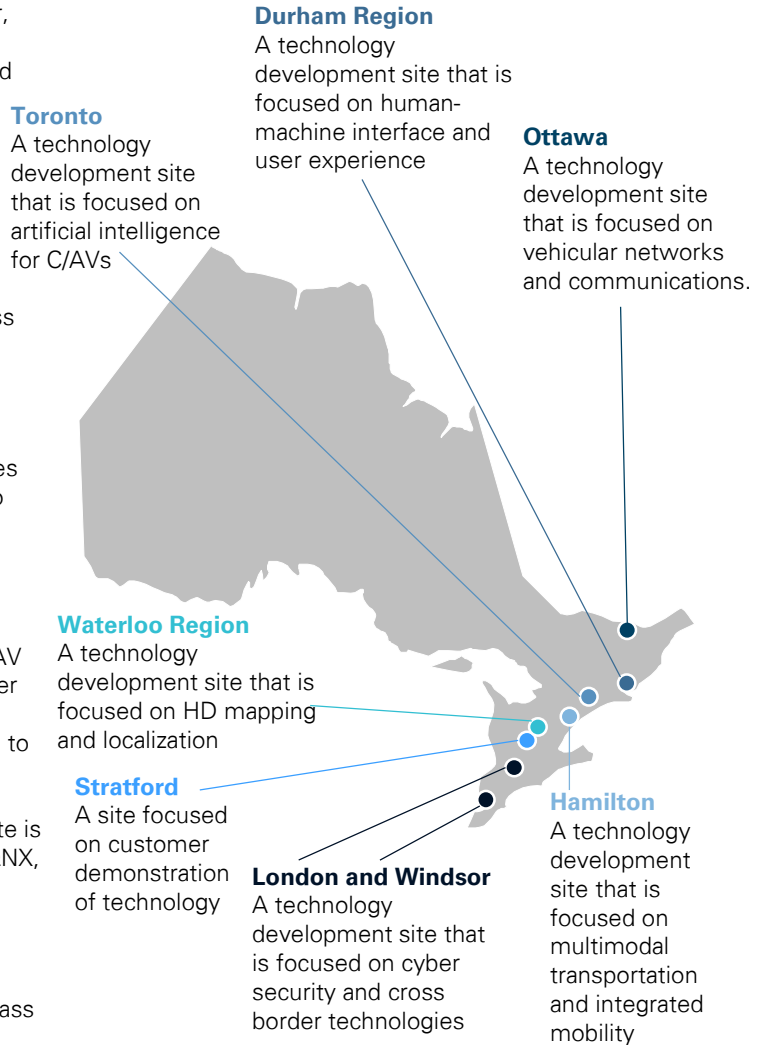 Durham Region
A technology
development site that is
focused on human-
machine interface and
user experience
Toronto
A technology
development site
that is focused on
artificial intelligence
for C/AVs
Ottawa
A technology
development site
that is focused on
vehicular networks
and communications.
Waterloo Region
A technology
development site that is
focused on HD mapping
and localization
Stratford
A site focused
on customer
demonstration
of technology
London and Windsor
A technology
development site that
is focused on cyber
security and cross
border technologies
Hamilton
A technology
development
site that is
focused on
multimodal
transportation
and integrated
mobility
to